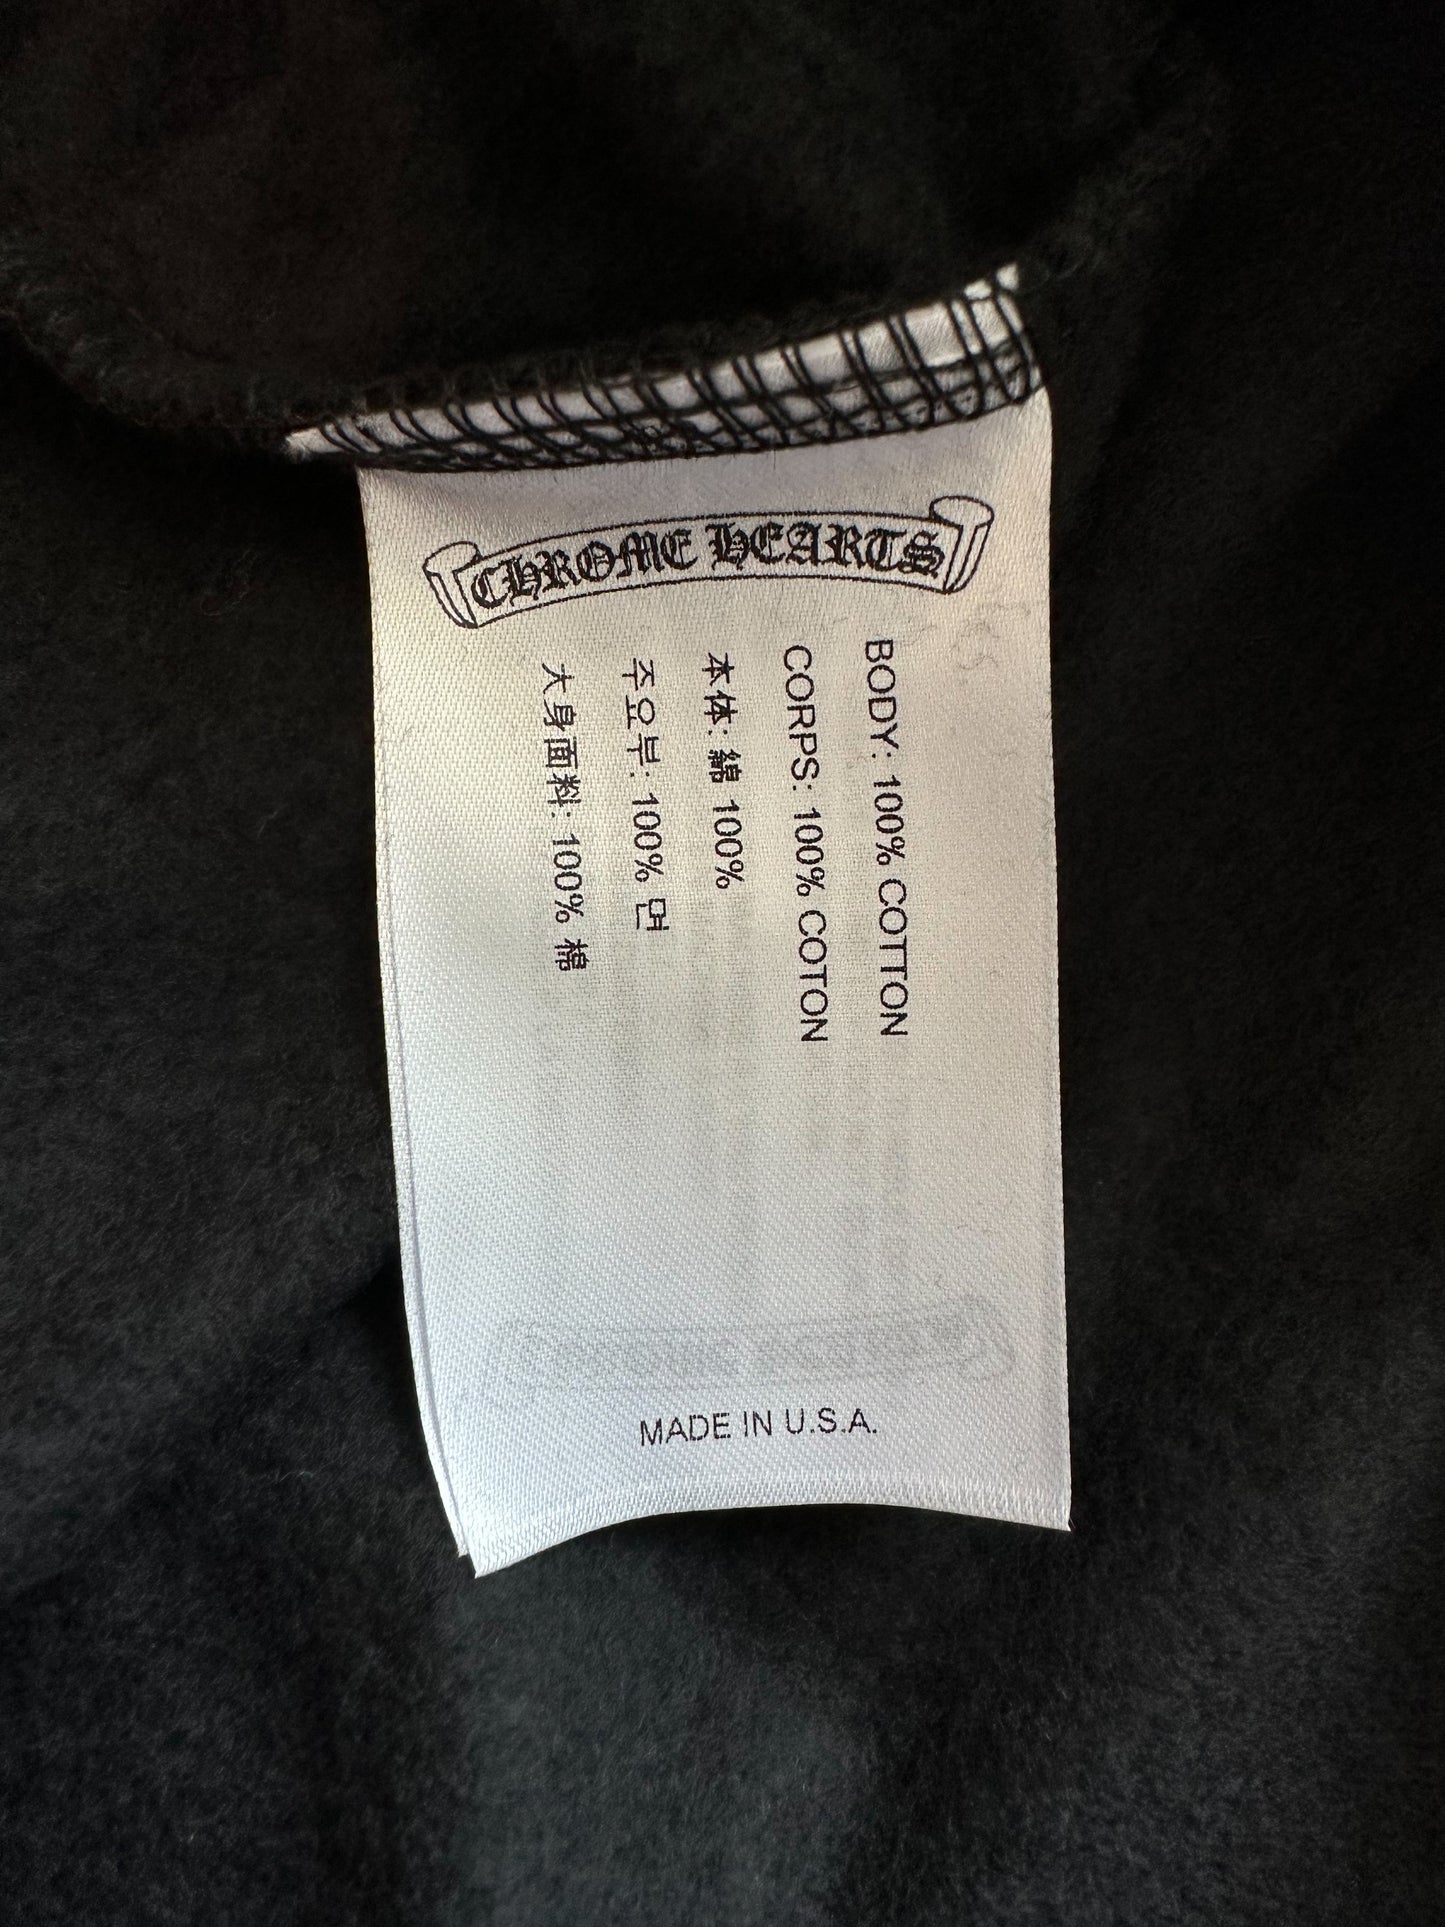 CHROME HEARTS
BODY: 100% COTTON
CORPS: 100% COTON
本体: 綿 100%
주요부: 100% 면
大身面料: 100% 棉
MADE IN U.S.A.